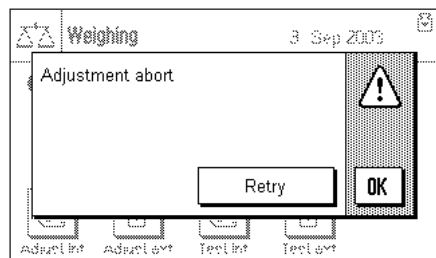 Weighing
3 Sep 2003
Adjustment abort
Retry
OK
Adjust.int Adjust.ext Test int Test ext